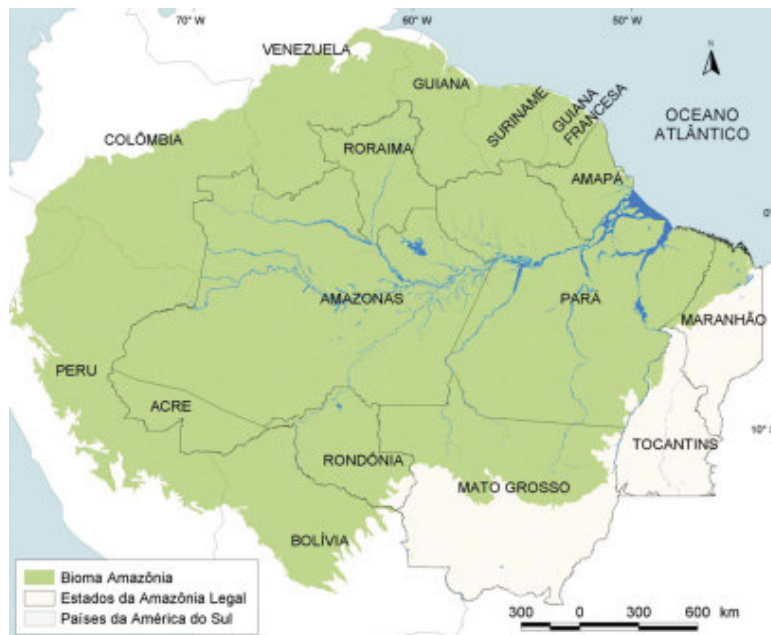 70° W
60° W
50° W
N
VENEZUELA
GUIANA
SURINAME
GUIANA
FRANCESA
OCEANO
ATLÂNTICO
COLÔMBIA
RORAIMA
AMAPÁ
0°
AMAZONAS
PARÁ
MARANHÃO
PERU
ACRE
TOCANTINS
10°
RONDÔNIA
MATO GROSSO
BOLÍVIA
Bioma Amazônia
Estados da Amazônia Legal
Países da América do Sul
300 0 300 600 km